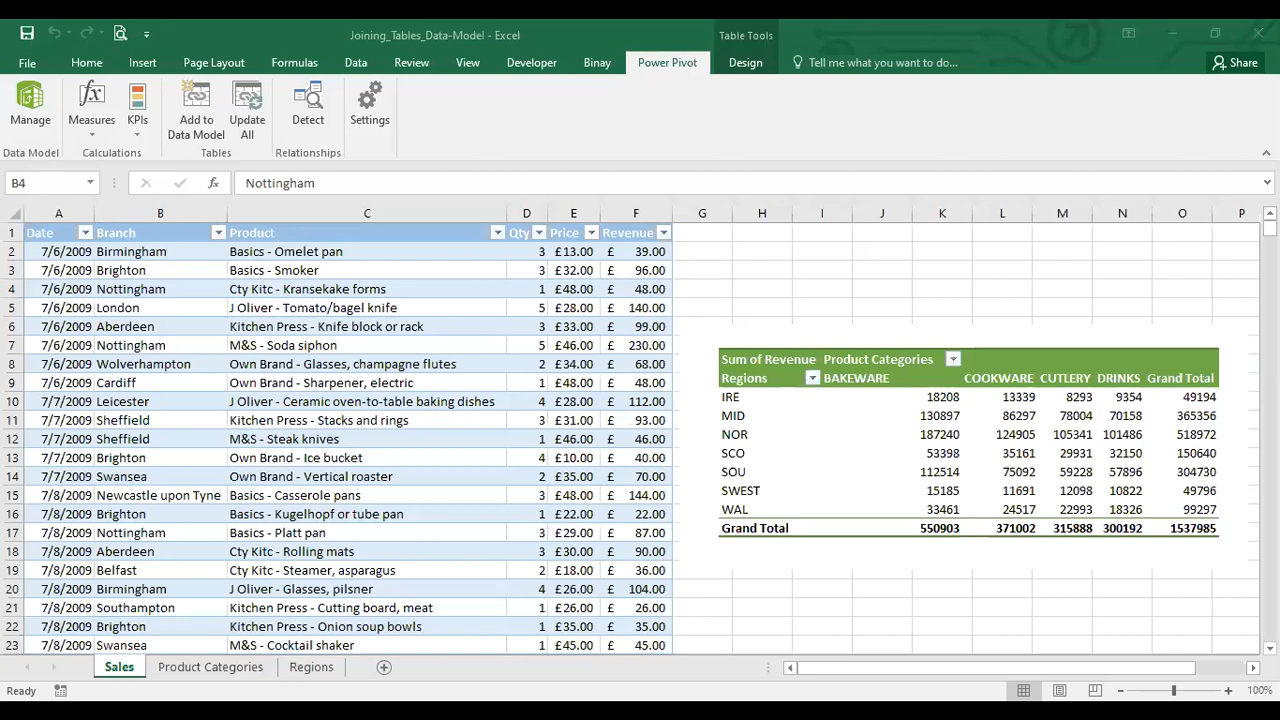 Joining_Tables_Data-Model - Excel
Table Tools
File Home Insert Page Layout Formulas Data Review View Developer Binay Power Pivot Design Tell me what you want to do... Share
Manage Measures KPIs Add to Data Model Update All Detect Settings
Data Model Calculations Tables Relationships
B4 fx Nottingham
A B C D E F G H I J K L M N O P
1 Date Branch Product Qty Price Revenue
2 7/6/2009 Birmingham Basics - Omelet pan 3 £13.00 £ 39.00
3 7/6/2009 Brighton Basics - Smoker 3 £32.00 £ 96.00
4 7/6/2009 Nottingham Cty Kitc - Kransekake forms 1 £48.00 £ 48.00
5 7/6/2009 London J Oliver - Tomato/bagel knife 5 £28.00 £ 140.00
6 7/6/2009 Aberdeen Kitchen Press - Knife block or rack 3 £33.00 £ 99.00
7 7/6/2009 Nottingham M&S - Soda siphon 5 £46.00 £ 230.00
8 7/6/2009 Wolverhampton Own Brand - Glasses, champagne flutes 2 £34.00 £ 68.00
9 7/6/2009 Cardiff Own Brand - Sharpener, electric 1 £48.00 £ 48.00
10 7/7/2009 Leicester J Oliver - Ceramic oven-to-table baking dishes 4 £28.00 £ 112.00
11 7/7/2009 Sheffield Kitchen Press - Stacks and rings 3 £31.00 £ 93.00
12 7/7/2009 Sheffield M&S - Steak knives 1 £46.00 £ 46.00
13 7/7/2009 Brighton Own Brand - Ice bucket 4 £10.00 £ 40.00
14 7/7/2009 Swansea Own Brand - Vertical roaster 2 £35.00 £ 70.00
15 7/8/2009 Newcastle upon Tyne Basics - Casserole pans 3 £48.00 £ 144.00
16 7/8/2009 Brighton Basics - Kugelhopf or tube pan 1 £22.00 £ 22.00
17 7/8/2009 Nottingham Basics - Platt pan 3 £29.00 £ 87.00
18 7/8/2009 Aberdeen Cty Kitc - Rolling mats 3 £30.00 £ 90.00
19 7/8/2009 Belfast Cty Kitc - Steamer, asparagus 2 £18.00 £ 36.00
20 7/8/2009 Birmingham J Oliver - Glasses, pilsner 4 £26.00 £ 104.00
21 7/8/2009 Southampton Kitchen Press - Cutting board, meat 1 £26.00 £ 26.00
22 7/8/2009 Brighton Kitchen Press - Onion soup bowls 1 £35.00 £ 35.00
23 7/8/2009 Swansea M&S - Cocktail shaker 1 £45.00 £ 45.00
Sum of Revenue Product Categories
Regions BAKEWARE COOKWARE CUTLERY DRINKS Grand Total
IRE 18208 13339 8293 9354 49194
MID 130897 86297 78004 70158 365356
NOR 187240 124905 105341 101486 518972
SCO 53398 35161 29931 32150 150640
SOU 112514 75092 59228 57896 304730
SWEST 15185 11691 12098 10822 49796
WAL 33461 24517 22993 18326 99297
Grand Total 550903 371002 315888 300192 1537985
Sales Product Categories Regions
Ready 100%